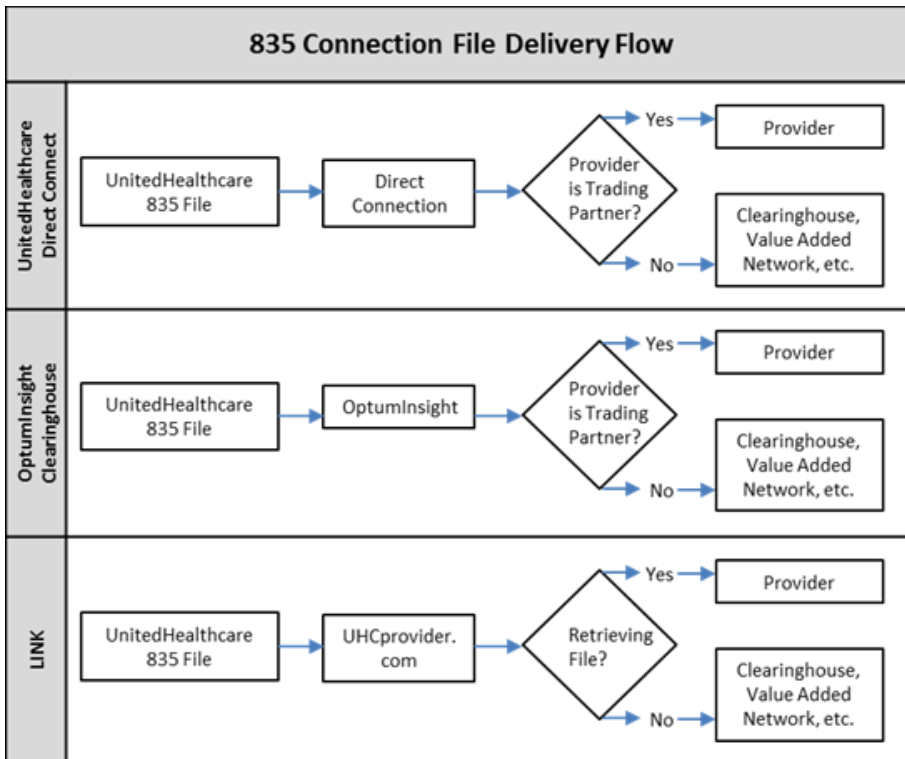 835 Connection File Delivery Flow
UnitedHealthcare
Direct Connect
UnitedHealthcare
835 File
Direct
Connection
Provider
is Trading
Partner?
Yes
Provider
No
Clearinghouse,
Value Added
Network, etc.
OptumInsight
Clearinghouse
UnitedHealthcare
835 File
OptumInsight
Provider
is Trading
Partner?
Yes
Provider
No
Clearinghouse,
Value Added
Network, etc.
LINK
UnitedHealthcare
835 File
UHCprovider.
com
Retrieving
File?
Yes
Provider
No
Clearinghouse,
Value Added
Network, etc.